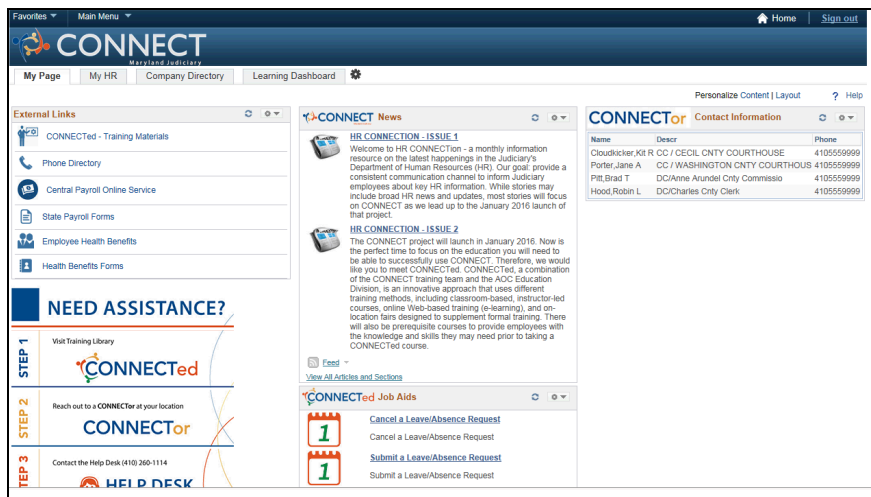 Favorites Main Menu Home Sign out
CONNECT
Maryland Judiciary
My Page My HR Company Directory Learning Dashboard
Personalize Content | Layout ? Help
External Links
CONNECTed - Training Materials
Phone Directory
Central Payroll Online Service
State Payroll Forms
Employee Health Benefits
Health Benefits Forms
NEED ASSISTANCE?
STEP 1
Visit Training Library
CONNECTed
STEP 2
Reach out to a CONNECTor at your location
CONNECTor
STEP 3
Contact the Help Desk (410) 260-1114
HELP DESK
CONNECT News
HR CONNECTION - ISSUE 1
Welcome to HR CONNECTion - a monthly information
resource on the latest happenings in the Judiciary's
Department of Human Resources (HR). Our goal: provide a
consistent communication channel to inform Judiciary
employees about key HR information. While stories may
include broad HR news and updates, most stories will focus
on CONNECT as we lead up to the January 2016 launch of
that project.
HR CONNECTION - ISSUE 2
The CONNECT project will launch in January 2016. Now is
the perfect time to focus on the education you will need to
be able to successfully use CONNECT. Therefore, we would
like you to meet CONNECTed. CONNECTed, a combination
of the CONNECT training team and the AOC Education
Division, is an innovative approach that uses different
training methods, including classroom-based, instructor-led
courses, online Web-based training (e-learning), and on-
location fairs designed to supplement formal training. There
will also be prerequisite courses to provide employees with
the knowledge and skills they may need prior to taking a
CONNECTed course.
Feed
View All Articles and Sections
CONNECTed Job Aids
1
Cancel a Leave/Absence Request
Cancel a Leave/Absence Request
1
Submit a Leave/Absence Request
Submit a Leave/Absence Request
CONNECTor Contact Information
Name Descr Phone
Cloudkicker,Kit R CC / CECIL CNTY COURTHOUSE 4105559999
Porter,Jane A CC / WASHINGTON CNTY COURTHOUS 4105559999
Pitt,Brad T DC/Anne Arundel Cnty Commissio 4105559999
Hood,Robin L DC/Charles Cnty Clerk 4105559999